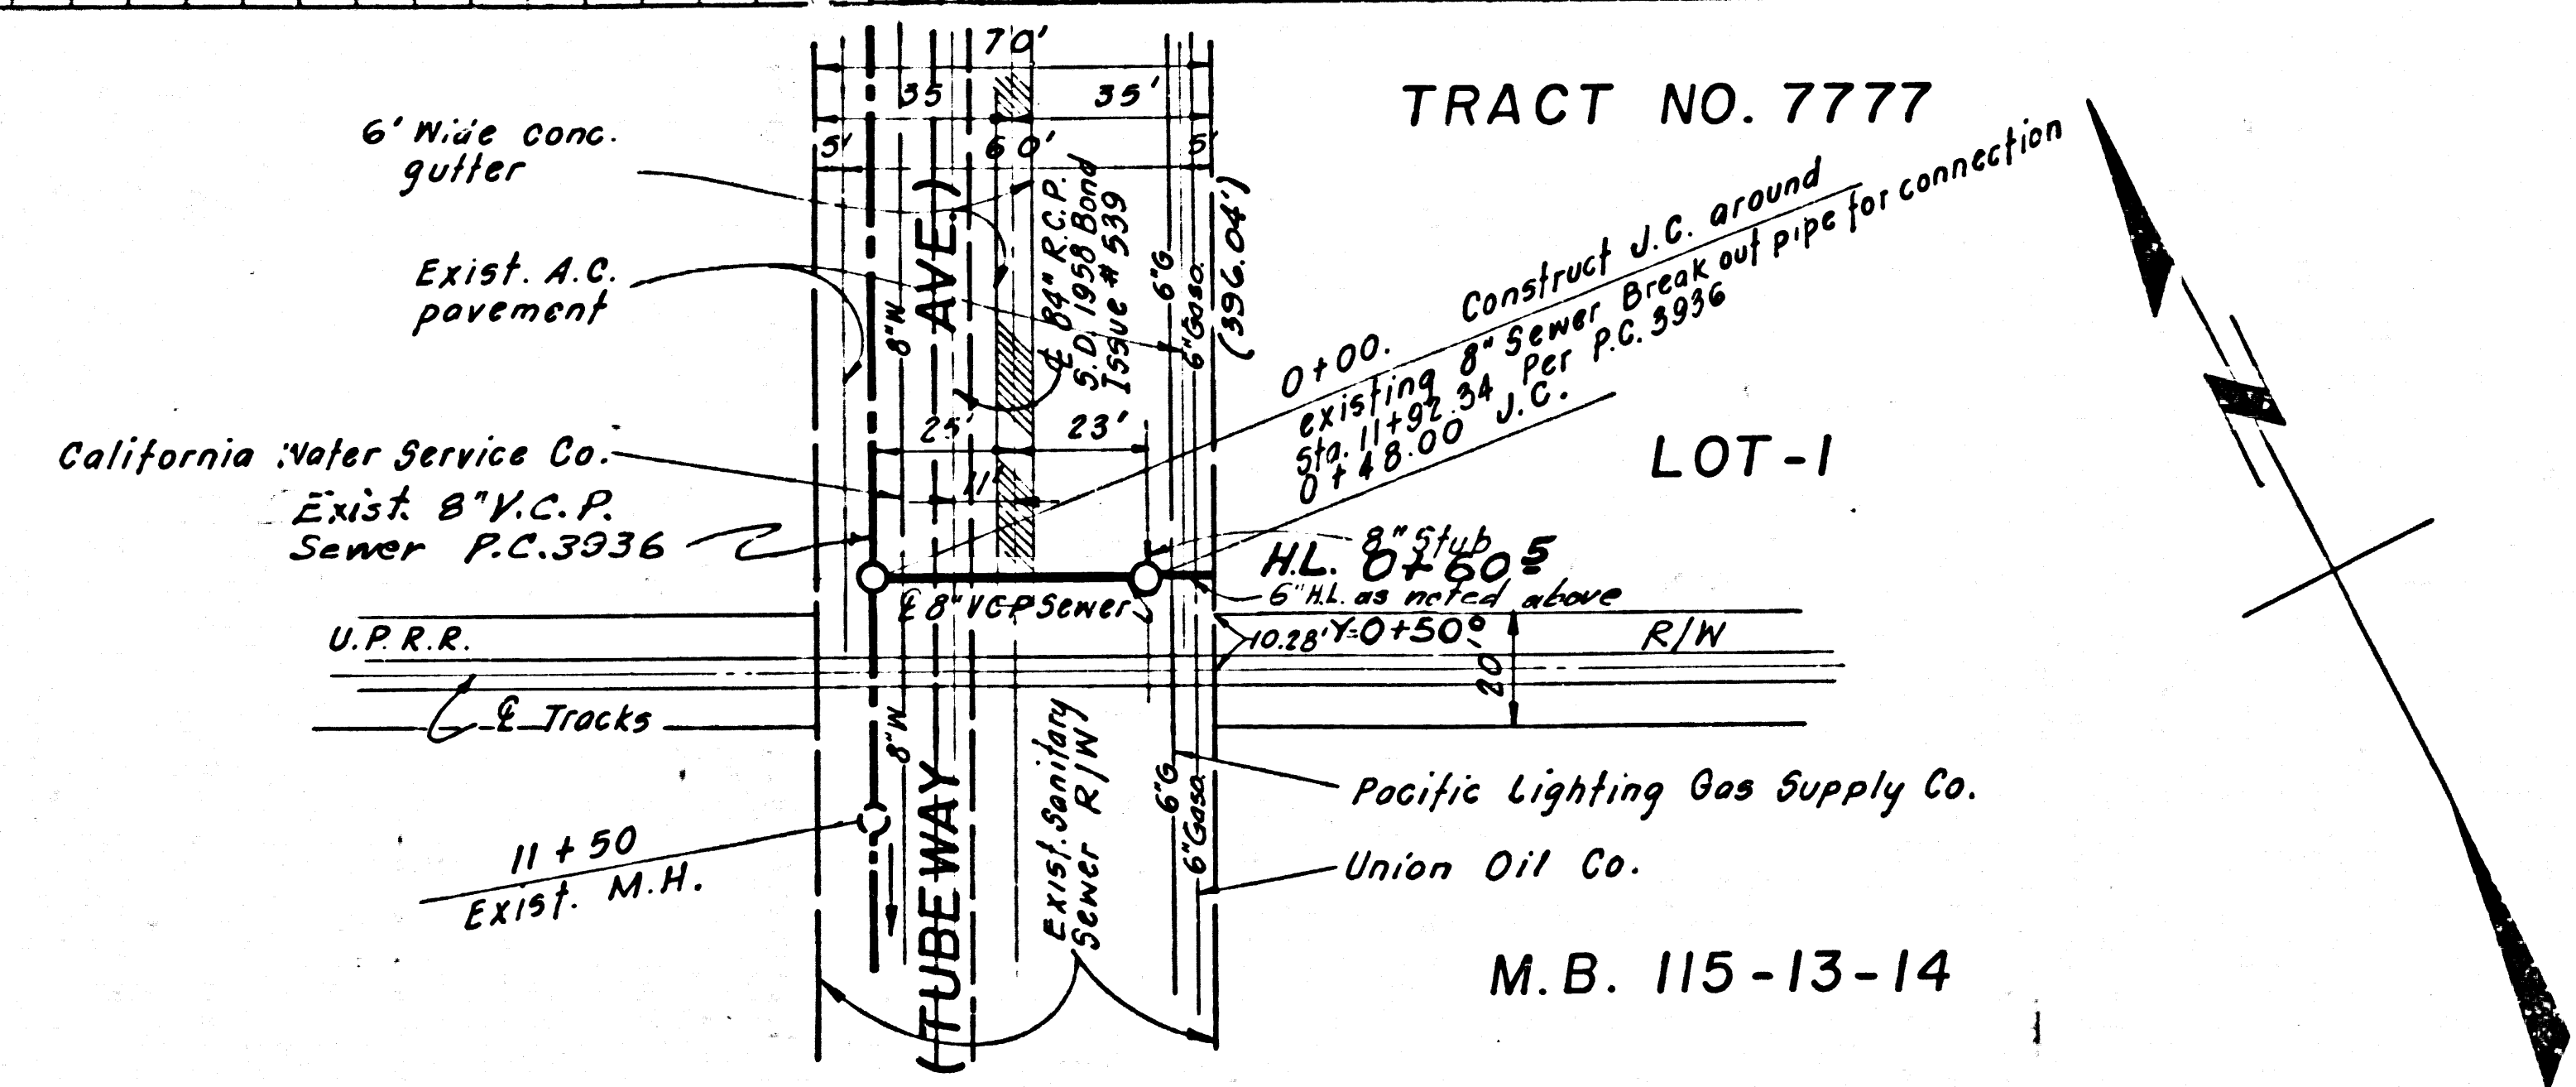 70'
35
35'
5'
60'
5'
TRACT NO. 7777
6' Wide conc.
gutter
Exist. A.C.
pavement
8"W
(TUBEWAY AVE.)
℄ 84" R.C.P.
S.D. 1958 Bond
Issue # 539
6"G.
6"Gaso.
(396.04')
0+00. Construct J.C. around
existing 8" Sewer Break out pipe for connection
Sta. 11+92.34 Per P.C. 3936
0+48.00 J.C.
25'
23'
11'
California Water Service Co.
Exist. 8"V.C.P.
Sewer P.C.3936
LOT-1
8" Stub
H.L. 0+60 5
6"H.L. as noted above
℄ 8" VCP Sewer
U.P.R.R.
10.28'
Y=0+50 0
R/W
20'
℄ Tracks
8"W
Exist. Sanitary
Sewer R/W
6"G
6"Gaso.
Pacific Lighting Gas Supply Co.
Union Oil Co.
11+50
Exist. M.H.
M.B. 115-13-14